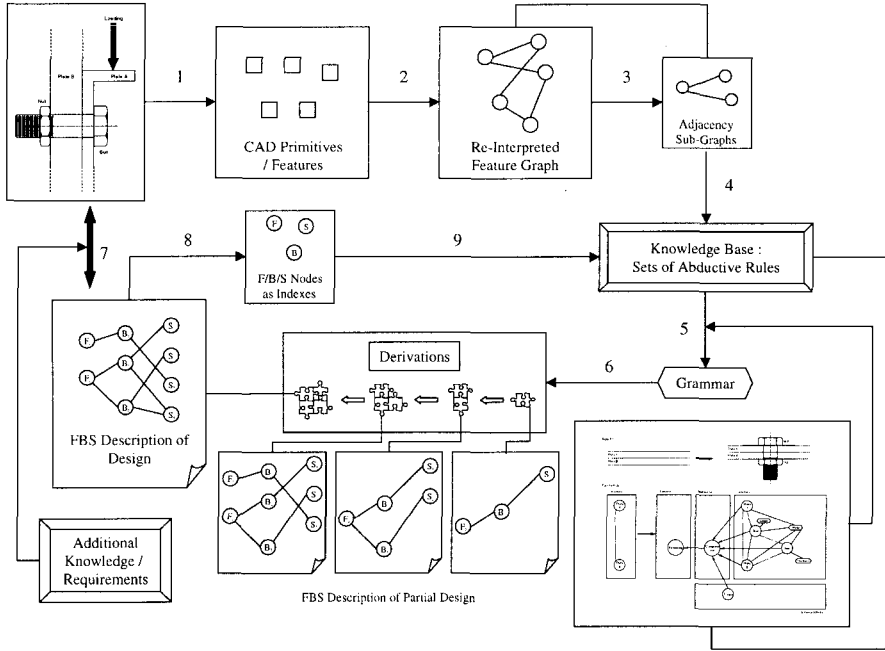 Loading
Plate B
Plate A
Nut
Bolt
1
CAD Primitives
/ Features
2
Re-Interpreted
Feature Graph
3
Adjacency
Sub-Graphs
4
7
8
F
S
B
F/B/S Nodes
as Indexes
9
Knowledge Base :
Sets of Abductive Rules
5
F.
B.
S.
F.
B.
S.
B.
S.
S.
FBS Description of
Design
Derivations
6
Grammar
F.
B.
S.
F.
B.
S.
B.
S.
F.
B.
S.
B.
S.
F.
B.
S.
Additional
Knowledge /
Requirements
FBS Description of Partial Design